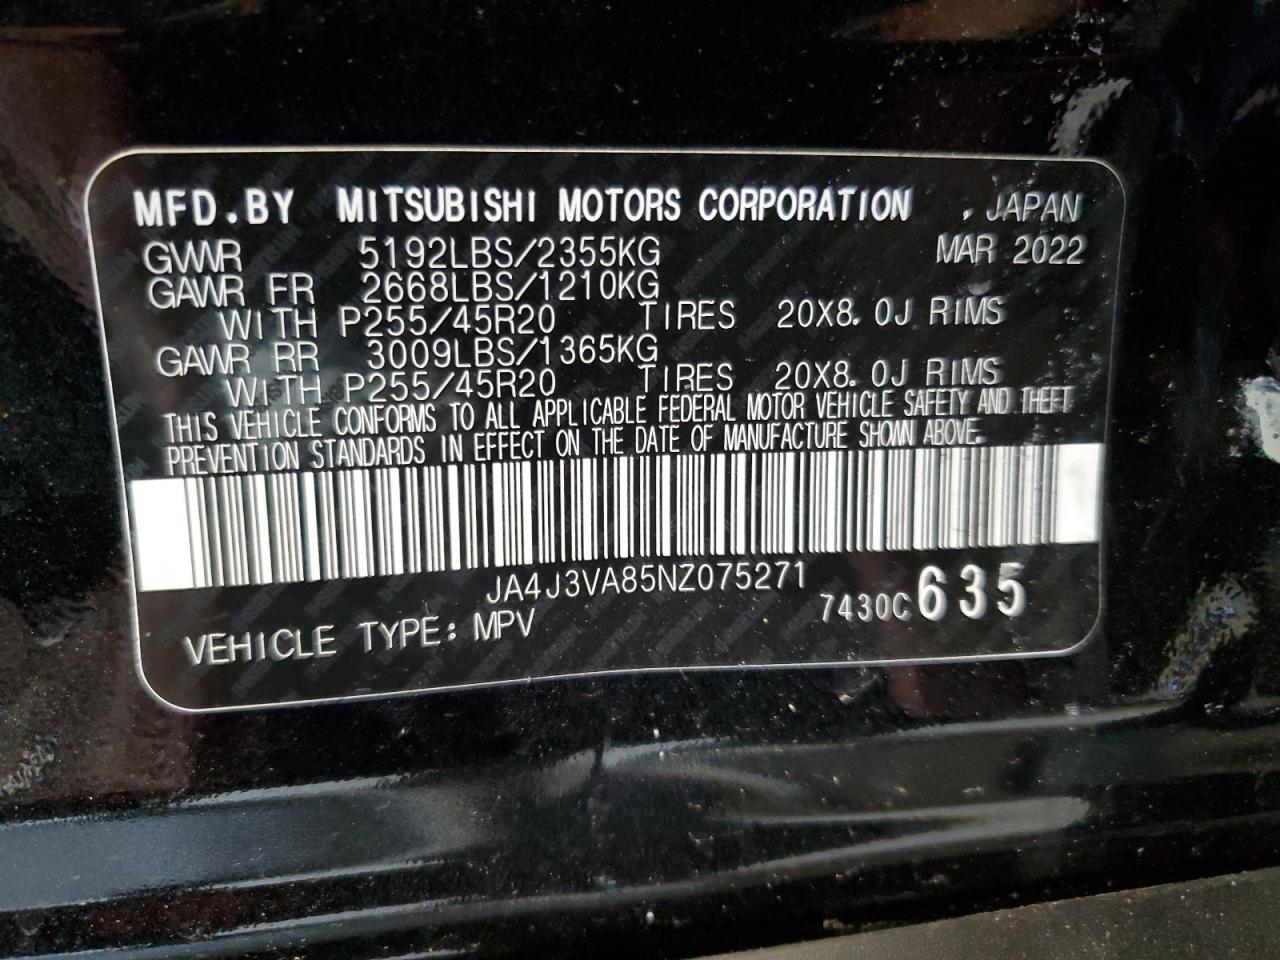 MFD.BY MITSUBISHI MOTORS CORPORATION , JAPAN
GVWR 5192LBS/2355KG MAR 2022
GAWR FR 2668LBS/1210KG
WITH P255/45R20 TIRES 20X8.0J RIMS
GAWR RR 3009LBS/1365KG
WITH P255/45R20 TIRES 20X8.0J RIMS
THIS VEHICLE CONFORMS TO ALL APPLICABLE FEDERAL MOTOR VEHICLE SAFETY AND THEFT
PREVENTION STANDARDS IN EFFECT ON THE DATE OF MANUFACTURE SHOWN ABOVE.
JA4J3VA85NZ075271
7430C 635
VEHICLE TYPE: MPV